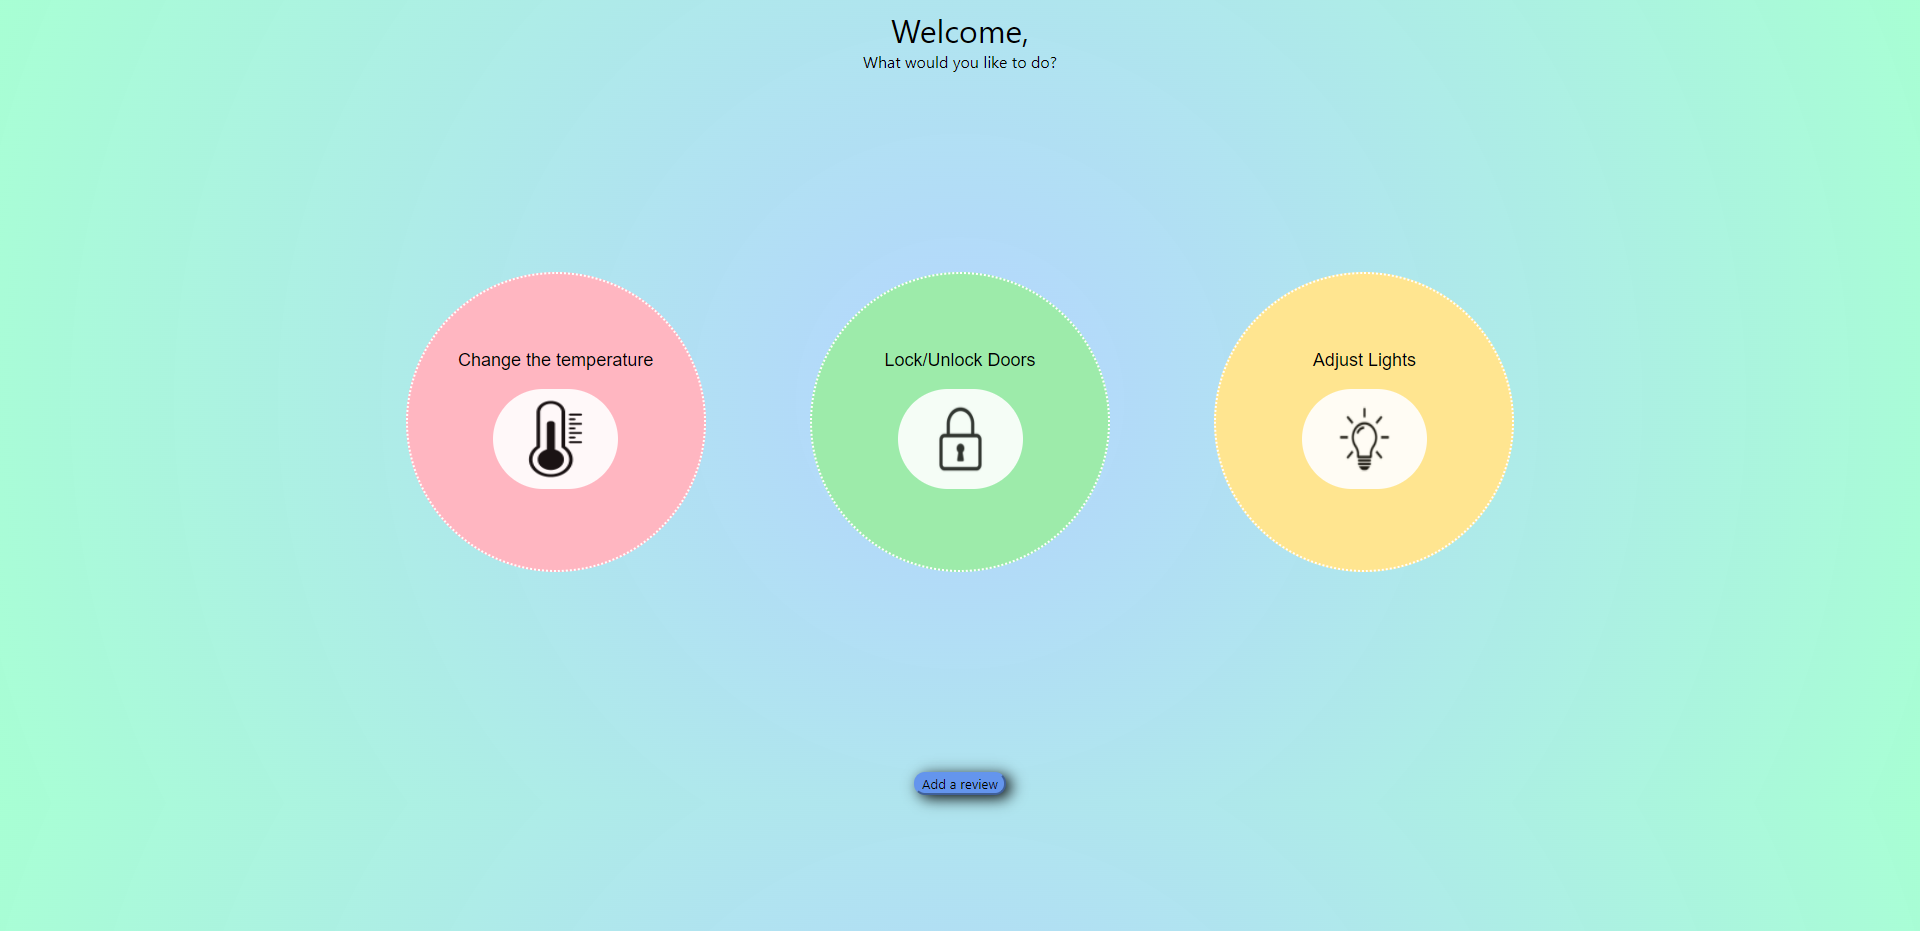 Welcome,
What would you like to do?
Change the temperature
Lock/Unlock Doors
Adjust Lights
Add a review